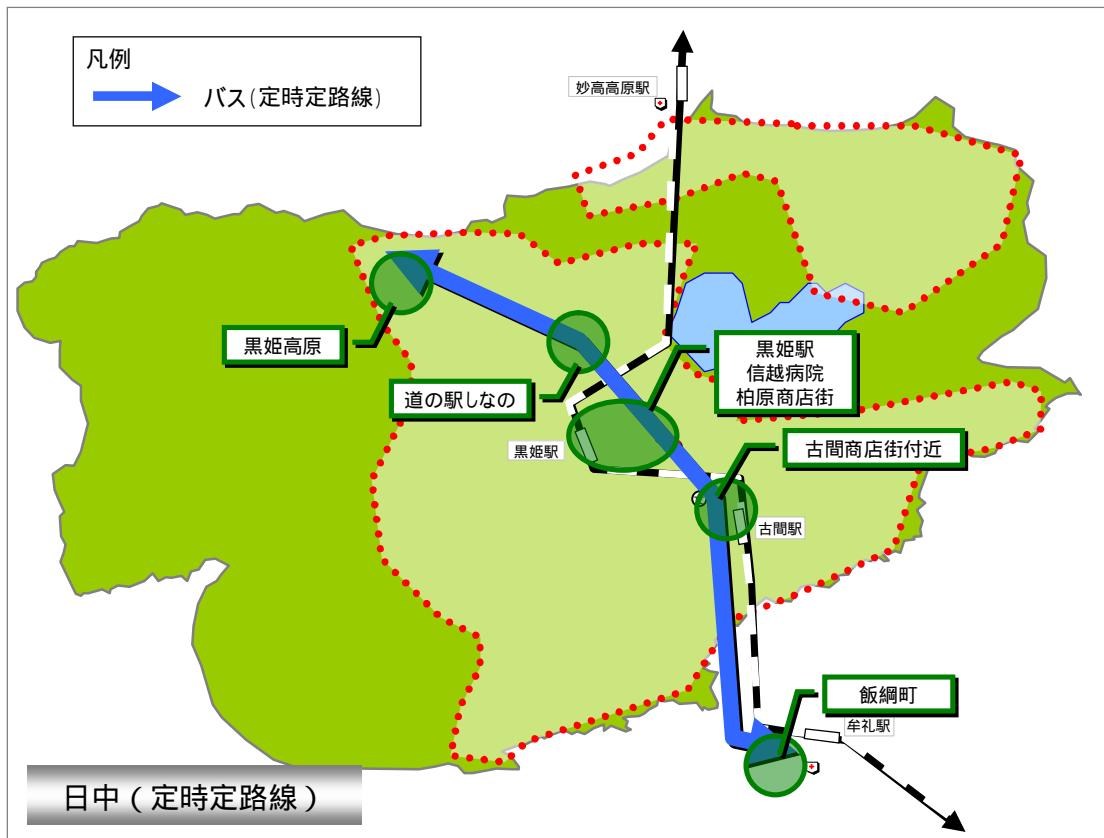 凡例
バス(定時定路線)
妙高高原駅
黒姫高原
道の駅しなの
黒姫駅
信越病院
柏原商店街
黒姫駅
古間商店街付近
古間駅
飯綱町
牟礼駅
日中(定時定路線)